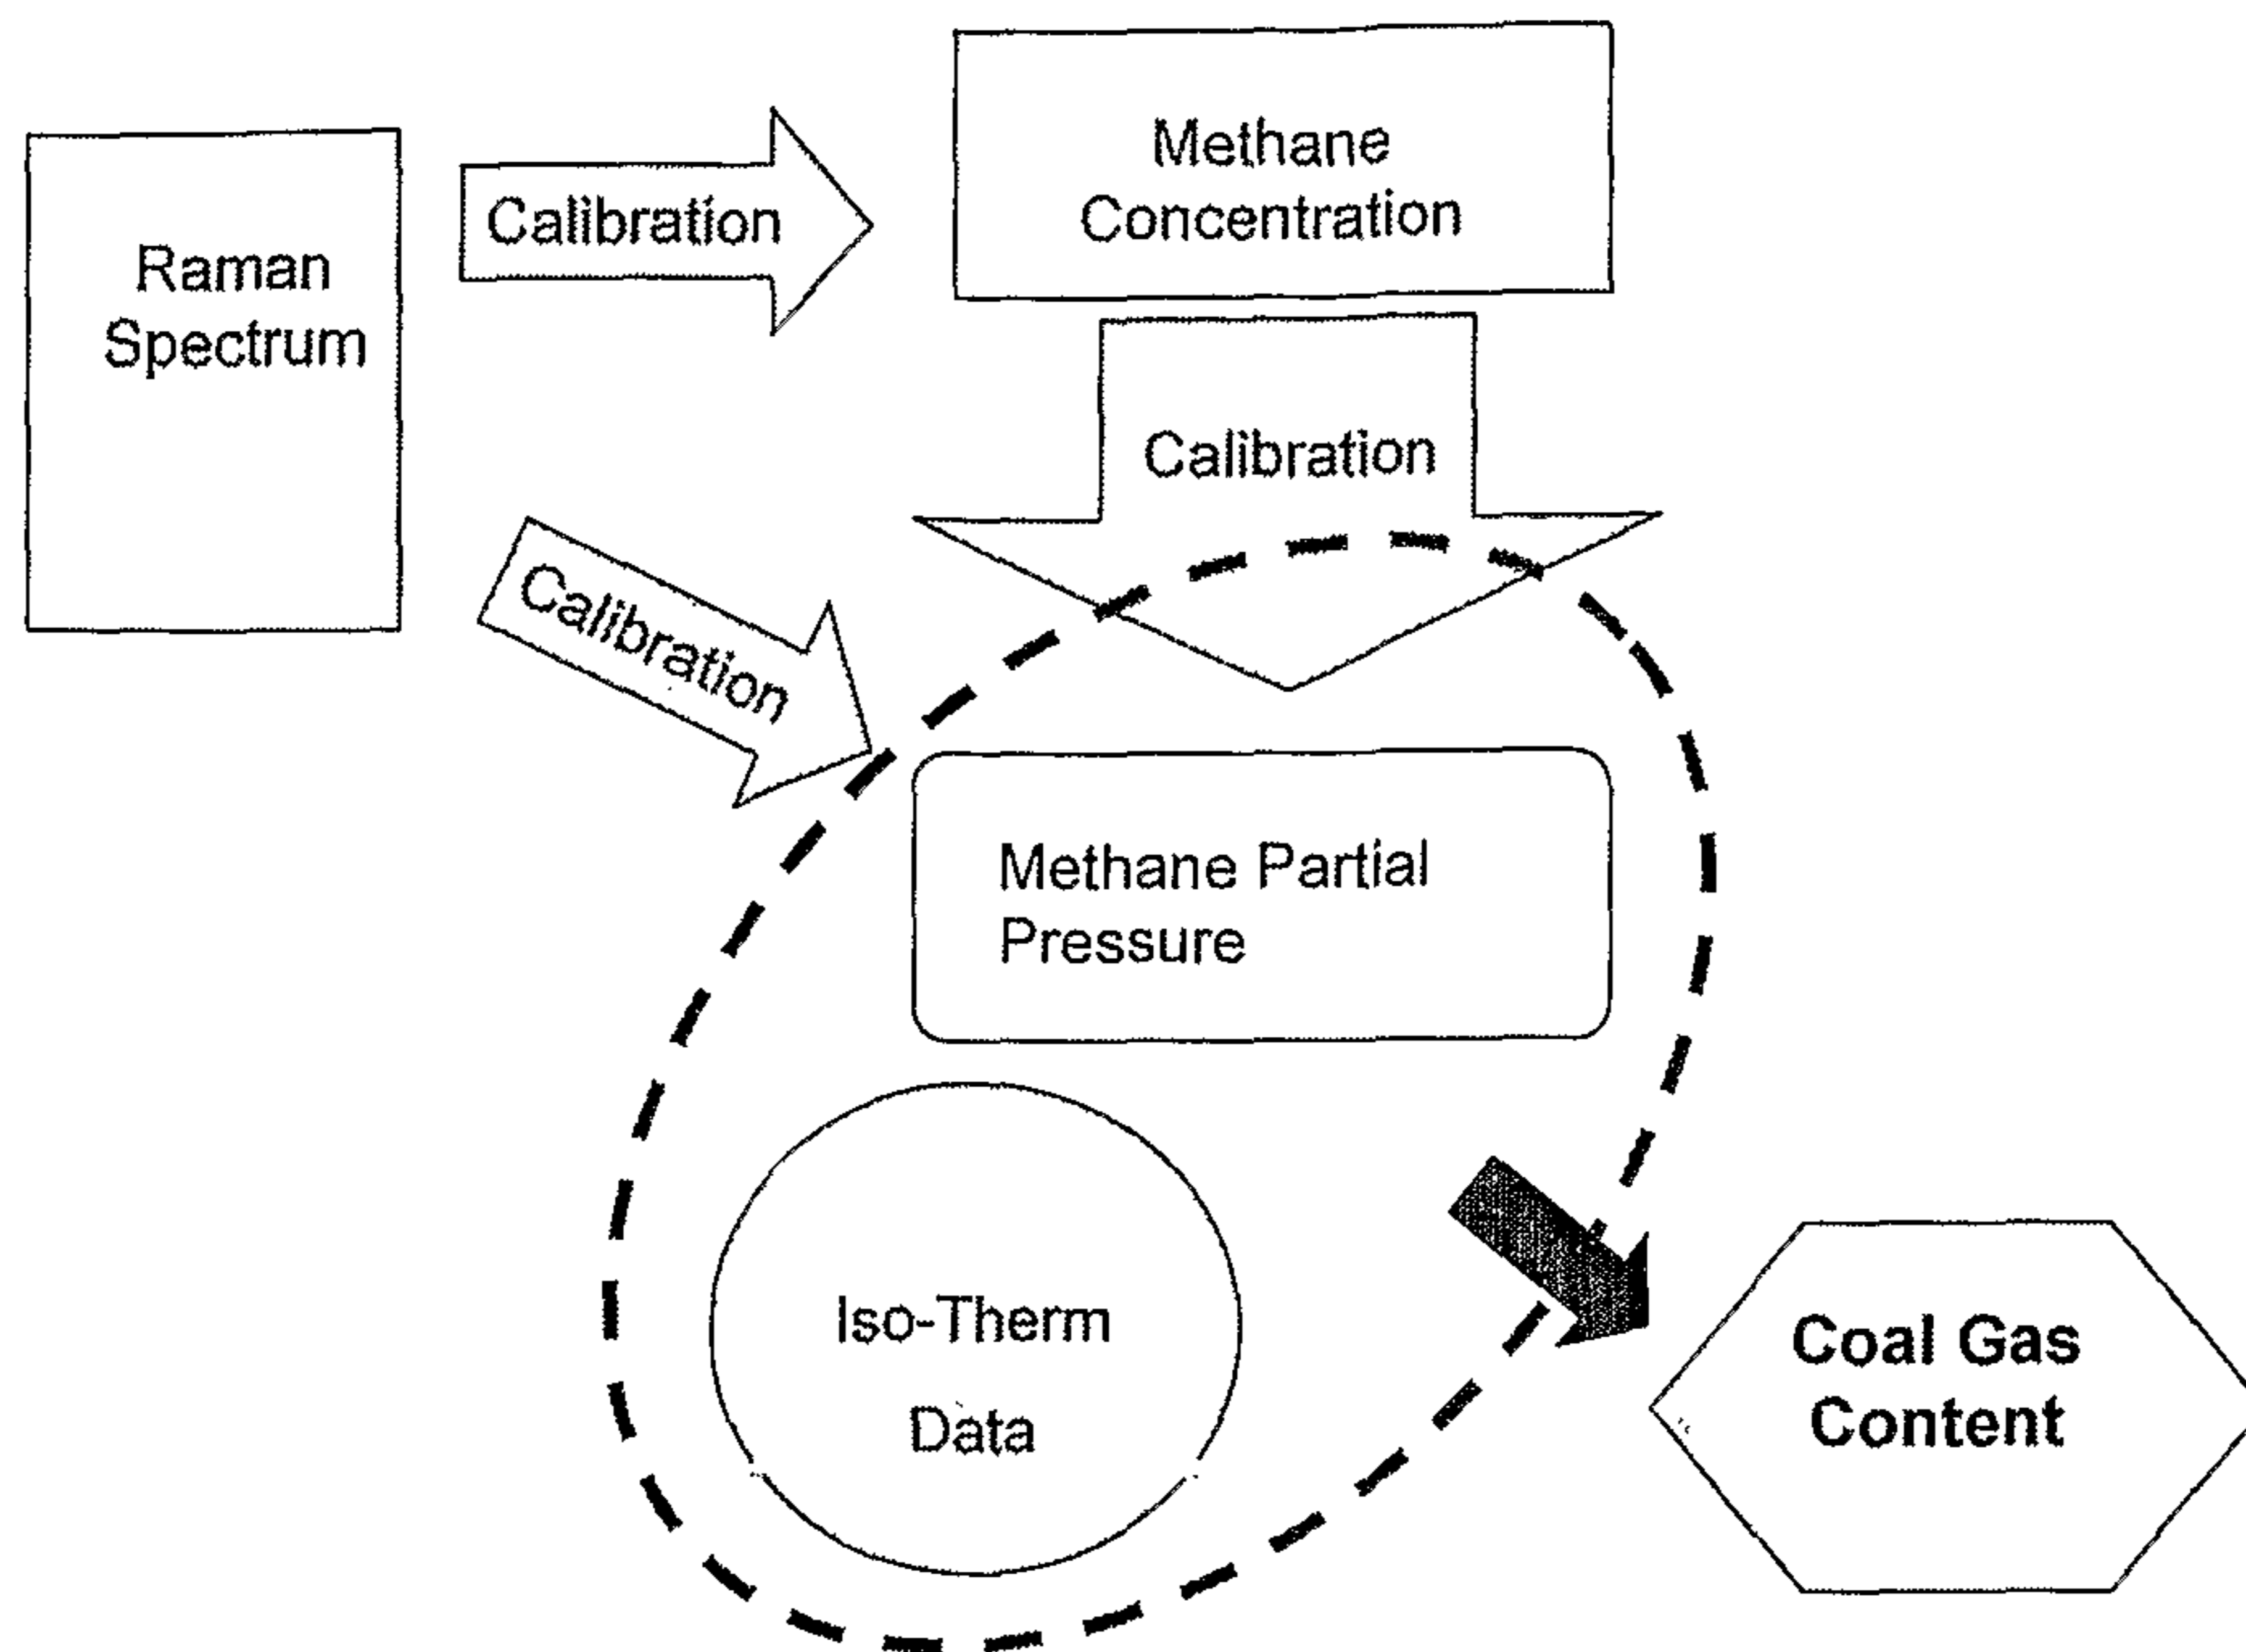 Raman
Spectrum
Calibration
Methane
Concentration
Calibration
Calibration
Methane Partial
Pressure
Iso-Therm
Data
Coal Gas
Content